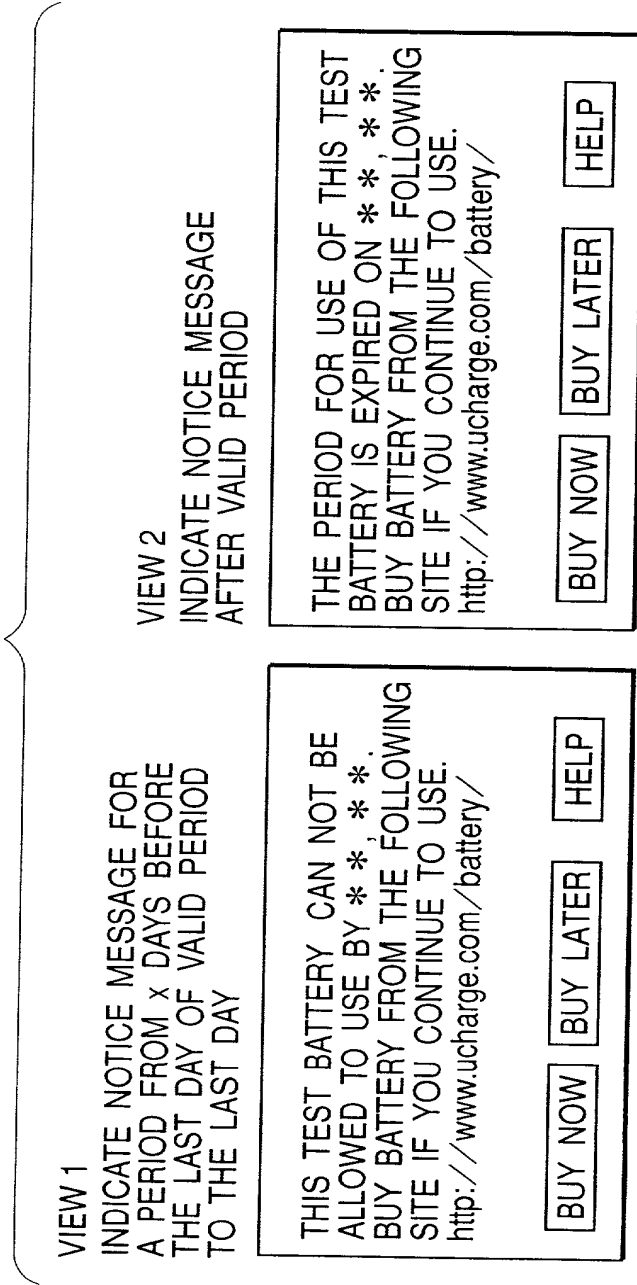 VIEW 1
INDICATE NOTICE MESSAGE FOR
A PERIOD FROM x DAYS BEFORE
THE LAST DAY OF VALID PERIOD
TO THE LAST DAY
THIS TEST BATTERY CAN NOT BE
ALLOWED TO USE BY * *, * *.
BUY BATTERY FROM THE FOLLOWING
SITE IF YOU CONTINUE TO USE.
http://www.ucharge.com/battery/
BUY NOW BUY LATER HELP
VIEW 2
INDICATE NOTICE MESSAGE
AFTER VALID PERIOD
THE PERIOD FOR USE OF THIS TEST
BATTERY IS EXPIRED ON * *, * *.
BUY BATTERY FROM THE FOLLOWING
SITE IF YOU CONTINUE TO USE.
http://www.ucharge.com/battery/
BUY NOW BUY LATER HELP